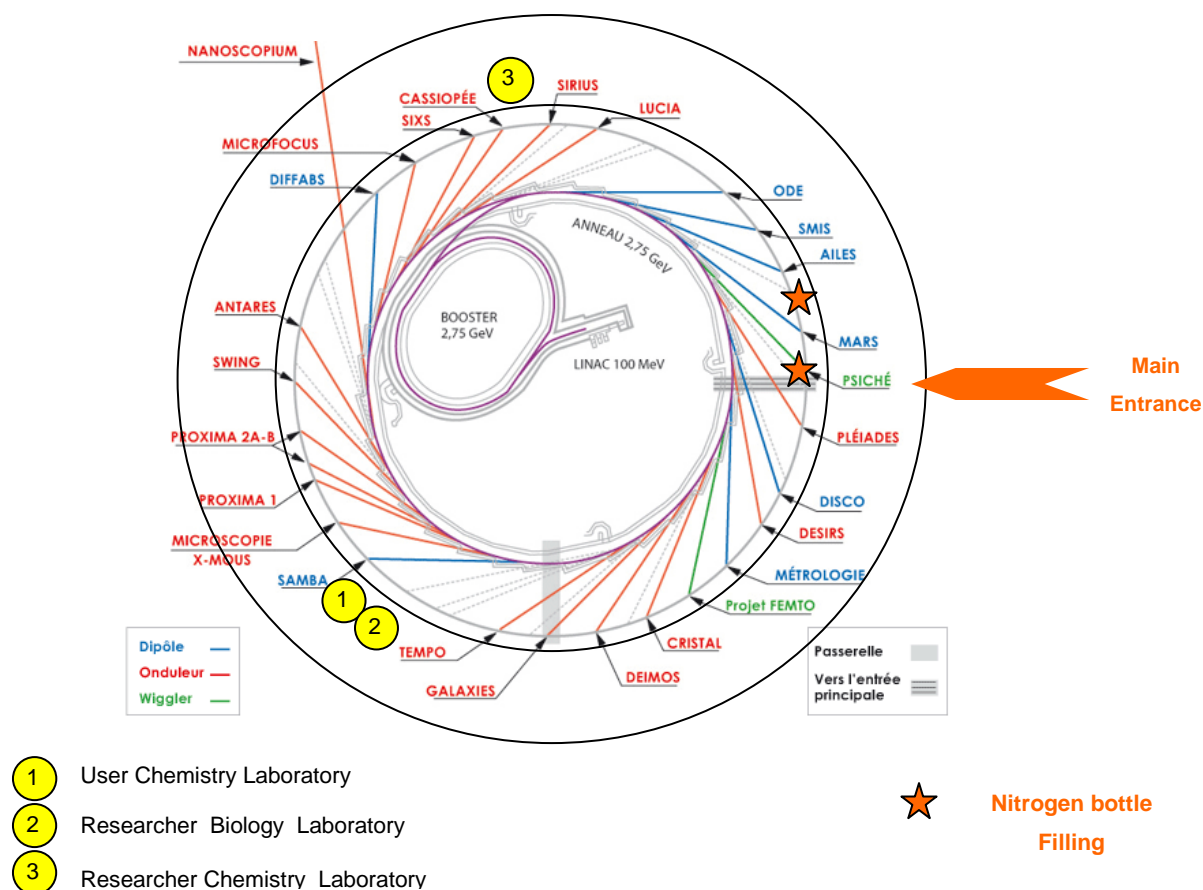 NANOSCOPIUM
3
CASSIOPÉE
SIRIUS
SIXS
LUCIA
MICROFOCUS
DIFFABS
ODE
SMIS
ANNEAU 2,75 GeV
AILES
ANTARES
BOOSTER
2,75 GeV
MARS
LINAC 100 MeV
SWING
PSICHÉ
Main
Entrance
PLÉIADES
PROXIMA 2A-B
PROXIMA 1
DISCO
DESIRS
MICROSCOPIE
X-MOUS
SAMBA
MÉTROLOGIE
1
2
Projet FEMTO
CRISTAL
TEMPO
DEIMOS
GALAXIES
Dipôle
Onduleur
Wiggler
Passerelle
Vers l'entrée
principale
1 User Chemistry Laboratory
2 Researcher Biology Laboratory
3 Researcher Chemistry Laboratory
Nitrogen bottle
Filling